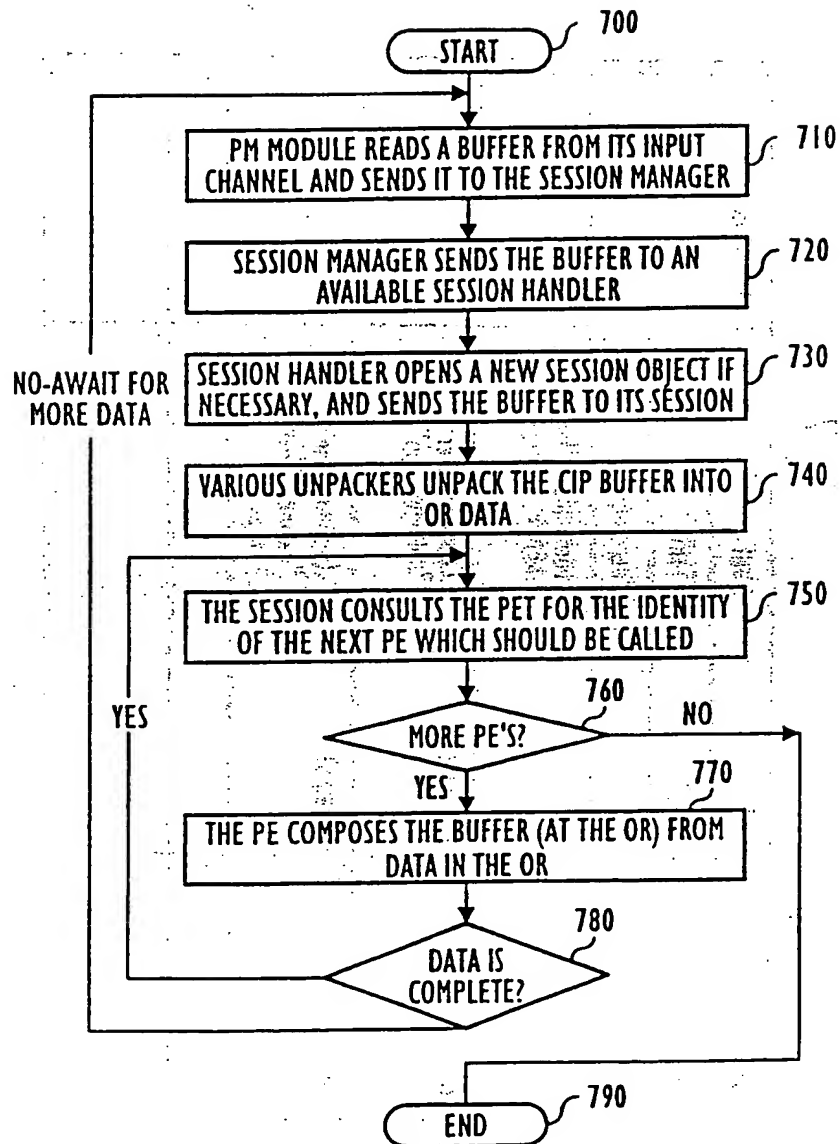 700
START
PM MODULE READS A BUFFER FROM ITS INPUT
CHANNEL AND SENDS IT TO THE SESSION MANAGER
710
SESSION MANAGER SENDS THE BUFFER TO AN
AVAILABLE SESSION HANDLER
720
NO-AWAIT FOR
MORE DATA
SESSION HANDLER OPENS A NEW SESSION OBJECT IF
NECESSARY, AND SENDS THE BUFFER TO ITS SESSION
730
VARIOUS UNPACKERS UNPACK THE CIP BUFFER INTO
OR DATA
740
THE SESSION CONSULTS THE PET FOR THE IDENTITY
OF THE NEXT PE WHICH SHOULD BE CALLED
750
YES
MORE PE'S?
760
NO
YES
770
THE PE COMPOSES THE BUFFER (AT THE OR) FROM
DATA IN THE OR
780
DATA IS
COMPLETE?
END
790